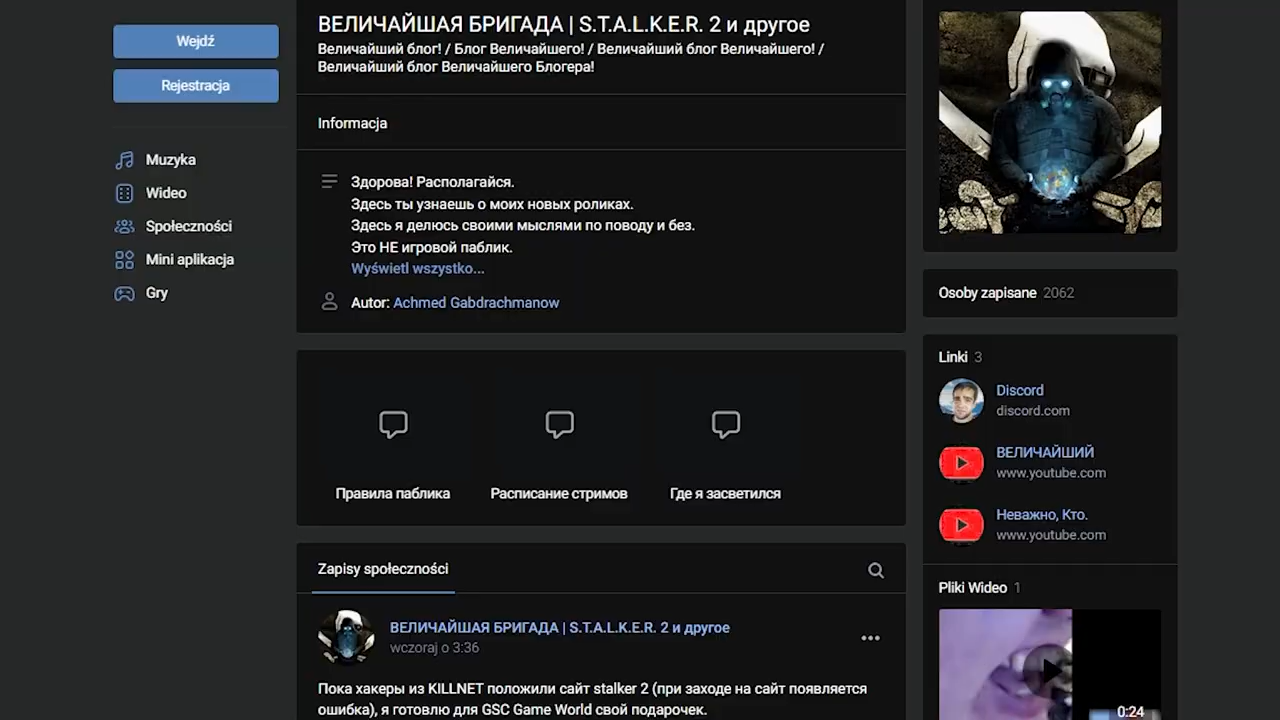 Wejdź
Rejestracja
Muzyka
Wideo
Społeczności
Mini aplikacja
Gry
ВЕЛИЧАЙШАЯ БРИГАДА | S.T.A.L.K.E.R. 2 и другое
Величайший блог! / Блог Величайшего! / Величайший блог Величайшего! /
Величайший блог Величайшего Блогера!
Informacja
Здорова! Располагайся.
Здесь ты узнаешь о моих новых роликах.
Здесь я делюсь своими мыслями по поводу и без.
Это НЕ игровой паблик.
Wyświetl wszystko...
Autor: Achmed Gabdrachmanow
Правила паблика
Расписание стримов
Где я засветился
Zapisy społeczności
ВЕЛИЧАЙШАЯ БРИГАДА | S.T.A.L.K.E.R. 2 и другое
wczoraj o 3:36
Пока хакеры из KILLNET положили сайт stalker 2 (при заходе на сайт появляется
ошибка), я готовлю для GSC Game World свой подарочек.
Osoby zapisane 2062
Linki 3
Discord
discord.com
ВЕЛИЧАЙШИЙ
www.youtube.com
Неважно, Кто.
www.youtube.com
Pliki Wideo 1
0:24